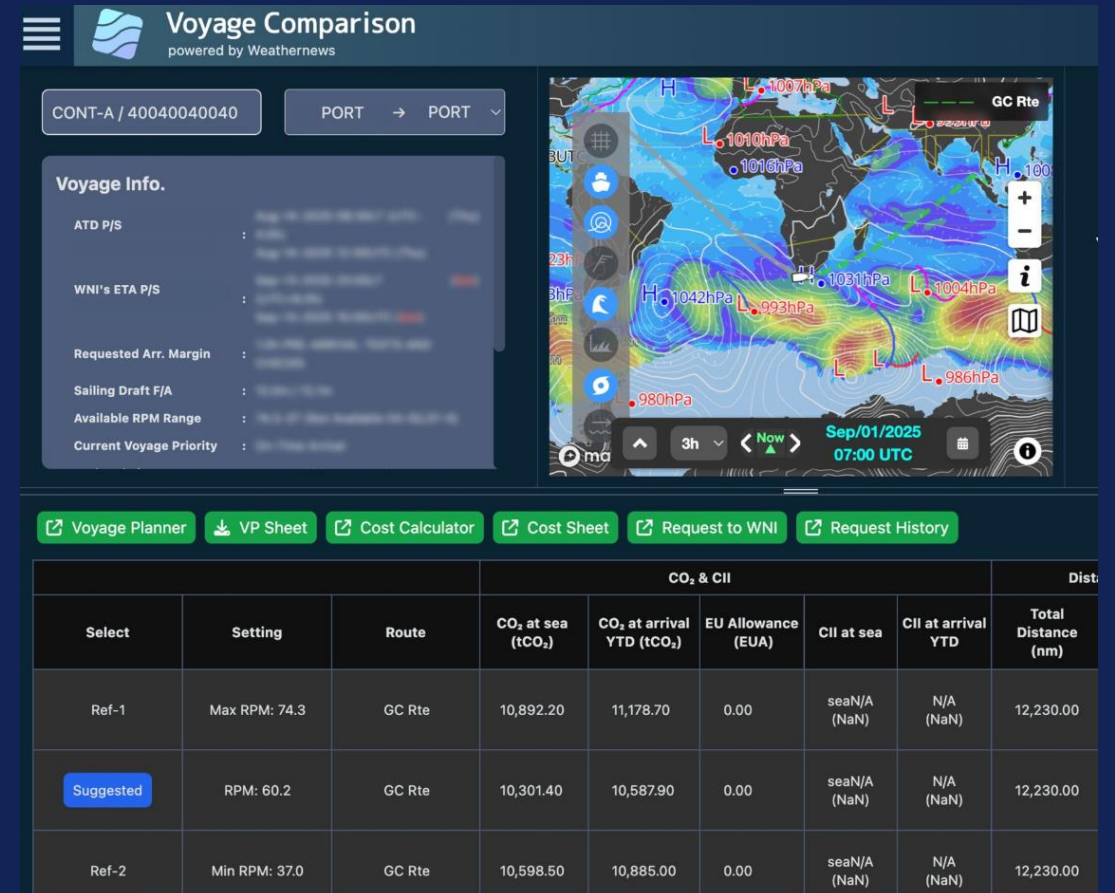 Voyage Comparison
powered by Weathernews
CONT-A / 40040040040
PORT → PORT
Voyage Info.
ATD P/S :
WNI's ETA P/S :
Requested Arr. Margin :
Sailing Draft F/A :
Available RPM Range :
Current Voyage Priority :
GC Rte
H
L 1007hPa
L
L 1010hPa
1016hPa
H
1031hPa
H 1042hPa
L 993hPa
L 1004hPa
L
L
L 986hPa
L 980hPa
+
−
i
3h
Now
Sep/01/2025
07:00 UTC
Voyage Planner
VP Sheet
Cost Calculator
Cost Sheet
Request to WNI
Request History
CO₂ & CII
Select Setting Route CO₂ at sea (tCO₂) CO₂ at arrival YTD (tCO₂) EU Allowance (EUA) CII at sea CII at arrival YTD Total Distance (nm)
Ref-1 Max RPM: 74.3 GC Rte 10,892.20 11,178.70 0.00 seaN/A (NaN) N/A (NaN) 12,230.00
Suggested RPM: 60.2 GC Rte 10,301.40 10,587.90 0.00 seaN/A (NaN) N/A (NaN) 12,230.00
Ref-2 Min RPM: 37.0 GC Rte 10,598.50 10,885.00 0.00 seaN/A (NaN) N/A (NaN) 12,230.00